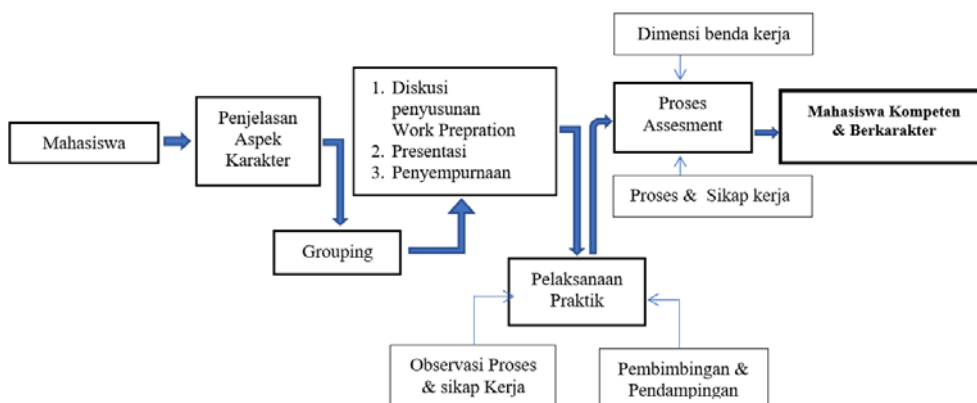 Mahasiswa
Penjelasan
Aspek
Karakter
Grouping
1. Diskusi
penyusunan
Work Prepration
2. Presentasi
3. Penyempurnaan
Pelaksanaan
Praktik
Observasi Proses
& sikap Kerja
Pembimbingan &
Pendampingan
Dimensi benda kerja
Proses
Assesment
Proses & Sikap kerja
Mahasiswa Kompeten
& Berkarakter